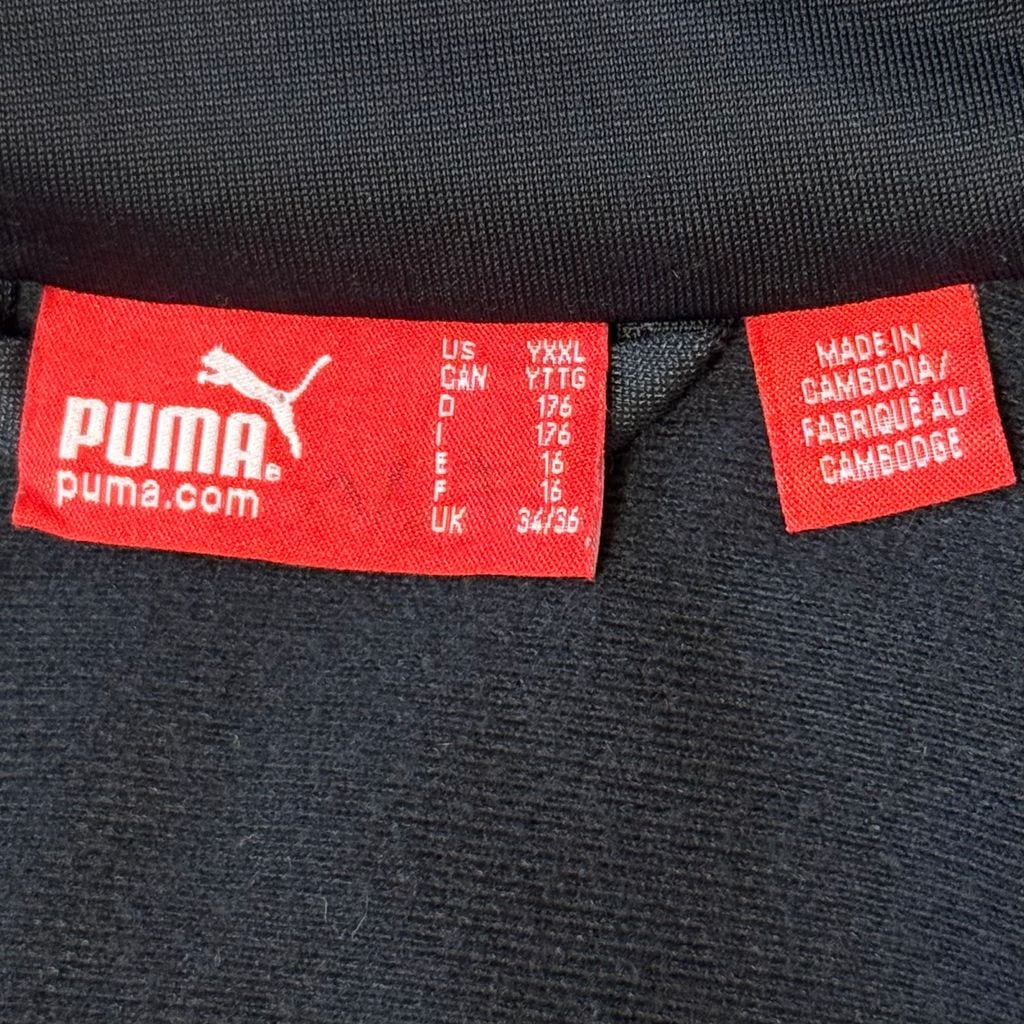 PUMA®
puma.com
US YXXL
CAN YTTG
D 176
I 176
E 16
F 16
UK 34/36
MADE IN
CAMBODIA/
FABRIQUÉ AU
CAMBODGE